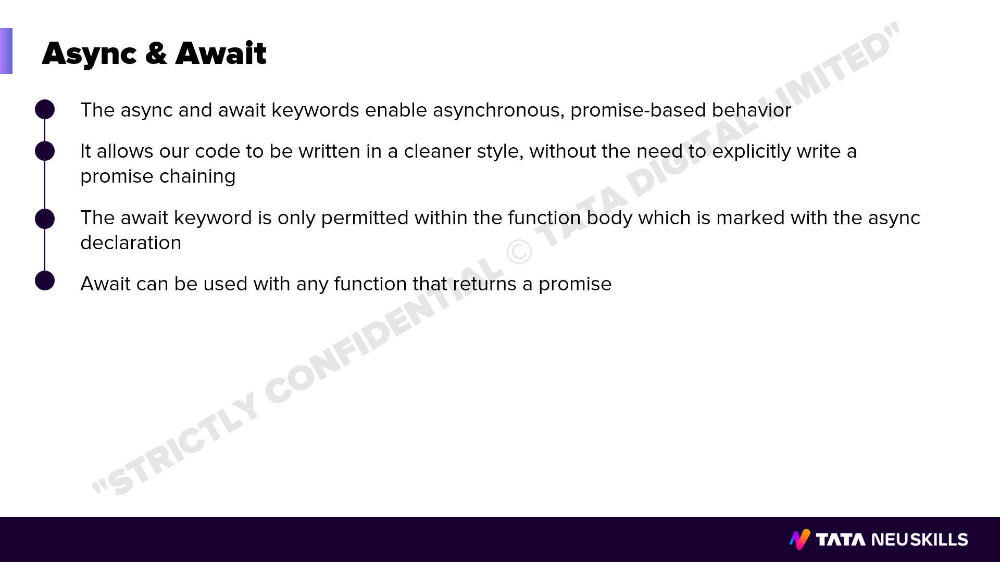 Async & Await
The async and await keywords enable asynchronous, promise-based behavior
It allows our code to be written in a cleaner style, without the need to explicitly write a
promise chaining
The await keyword is only permitted within the function body which is marked with the async
declaration
Await can be used with any function that returns a promise
"STRICTLY CONFIDENTIAL © TATA DIGITAL LIMITED"
TATA NEUSKILLS